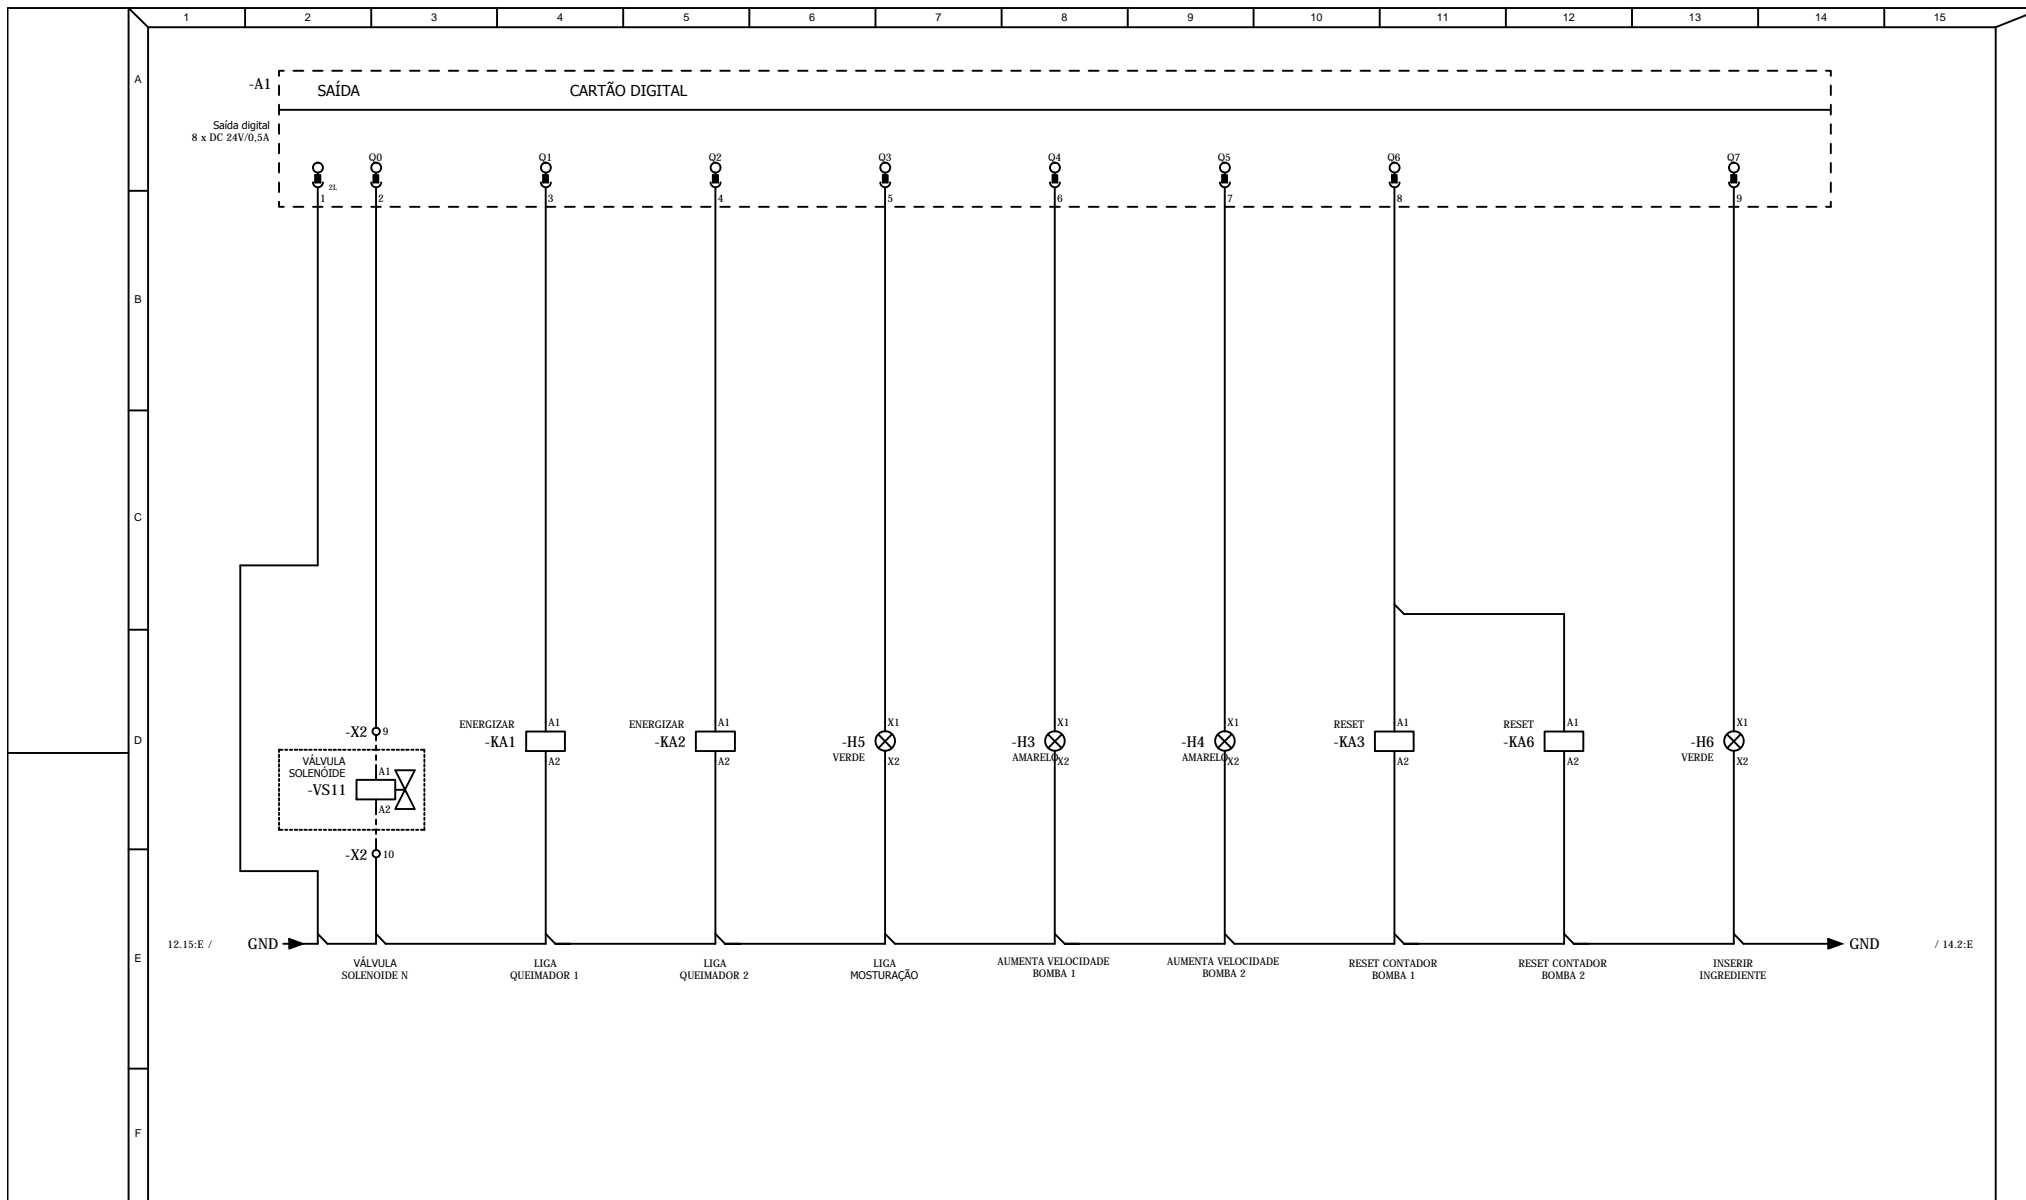 1 2 3 4 5 6 7 8 9 10 11 12 13 14 15
A
-A1 SAÍDA CARTÃO DIGITAL
Saída digital
8 x DC 24V/0,5A
Q0 Q1 Q2 Q3 Q4 Q5 Q6 Q7
2L
1 2 3 4 5 6 7 8 9
B
C
D
-X2 9
VÁLVULA
SOLENÓIDE
-VS11
A1
A2
-X2 10
ENERGIZAR
-KA1
A1
A2
ENERGIZAR
-KA2
A1
A2
-H5
VERDE
X1
X2
-H3
AMARELO
X1
X2
-H4
AMARELO
X1
X2
RESET
-KA3
A1
A2
RESET
-KA6
A1
A2
-H6
VERDE
X1
X2
E
12.15:E / GND GND / 14.2:E
VÁLVULA
SOLENOIDE N
LIGA
QUEIMADOR 1
LIGA
QUEIMADOR 2
LIGA
MOSTURAÇÃO
AUMENTA VELOCIDADE
BOMBA 1
AUMENTA VELOCIDADE
BOMBA 2
RESET CONTADOR
BOMBA 1
RESET CONTADOR
BOMBA 2
INSERIR
INGREDIENTE
F